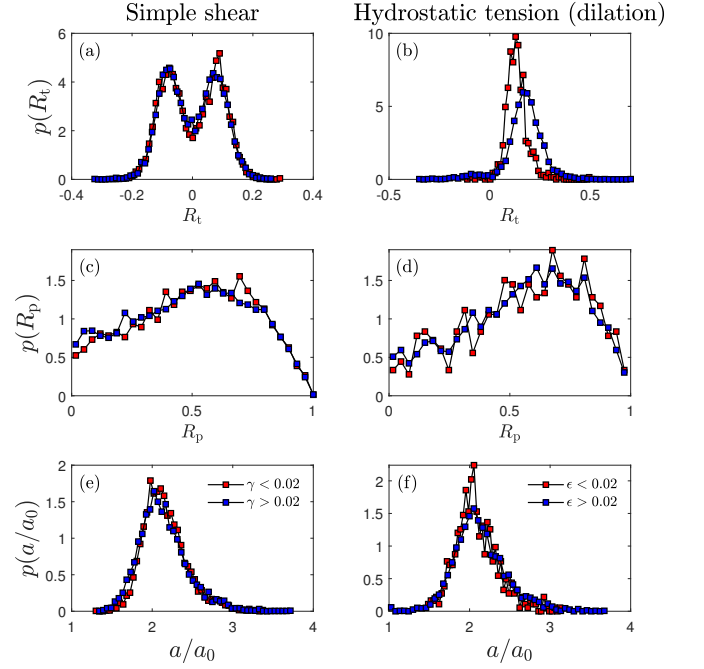 Simple shear
Hydrostatic tension (dilation)
(a)
6
4
2
0
-0.4
-0.2
0
0.2
0.4
p(Rt)
Rt
(b)
10
5
0
-0.5
0
0.5
Rt
(c)
1.5
1
0.5
0
0
0.5
1
p(Rp)
Rp
(d)
1.5
1
0.5
0
0
0.5
1
Rp
(e)
2
1.5
1
0.5
0
1
2
3
4
p(a/a0)
a/a0
γ < 0.02
γ > 0.02
(f)
2
1.5
1
0.5
0
1
2
3
4
a/a0
ϵ < 0.02
ϵ > 0.02